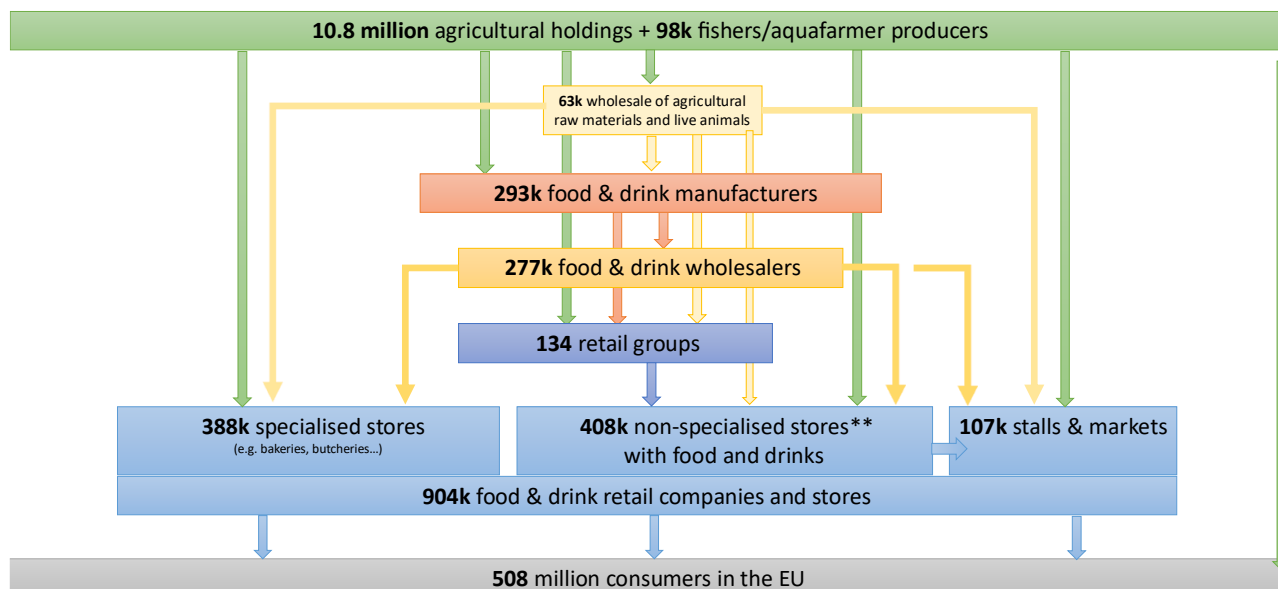 10.8 million agricultural holdings + 98k fishers/aquafarmer producers
63k wholesale of agricultural
raw materials and live animals
293k food & drink manufacturers
277k food & drink wholesalers
134 retail groups
388k specialised stores
(e.g. bakeries, butcheries…)
408k non-specialised stores**
with food and drinks
107k stalls & markets
904k food & drink retail companies and stores
508 million consumers in the EU